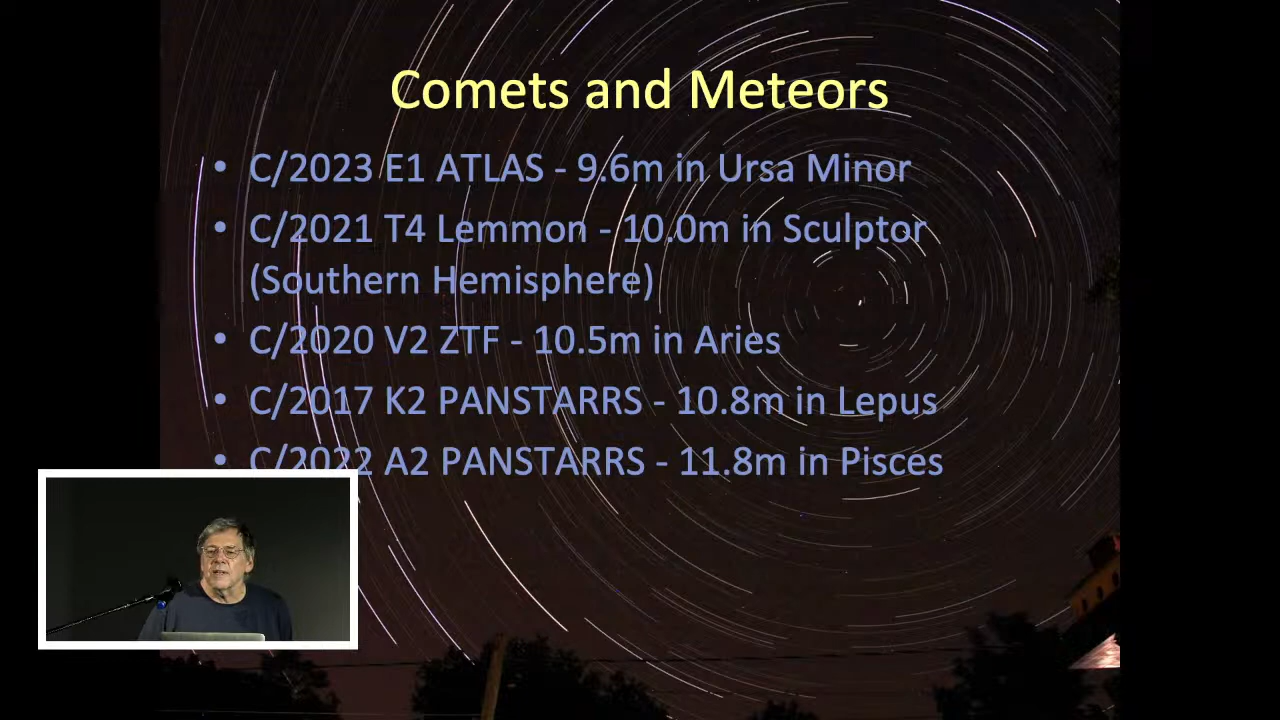 Comets and Meteors
• C/2023 E1 ATLAS - 9.6m in Ursa Minor
• C/2021 T4 Lemmon - 10.0m in Sculptor
(Southern Hemisphere)
• C/2020 V2 ZTF - 10.5m in Aries
• C/2017 K2 PANSTARRS - 10.8m in Lepus
• C/2022 A2 PANSTARRS - 11.8m in Pisces